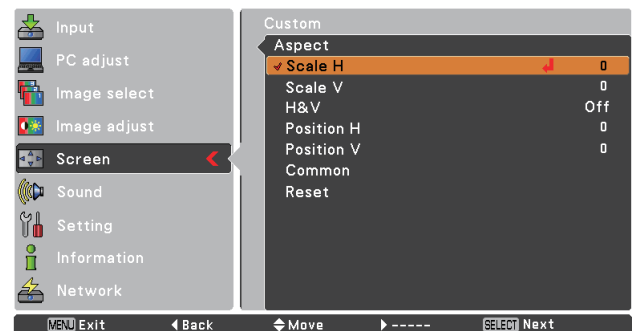 Input
PC adjust
Image select
Image adjust
Screen
Sound
Setting
Information
Network
Custom
Aspect
Scale H 0
Scale V 0
H&V Off
Position H 0
Position V 0
Common
Reset
MENU Exit Back Move ----- SELECT Next